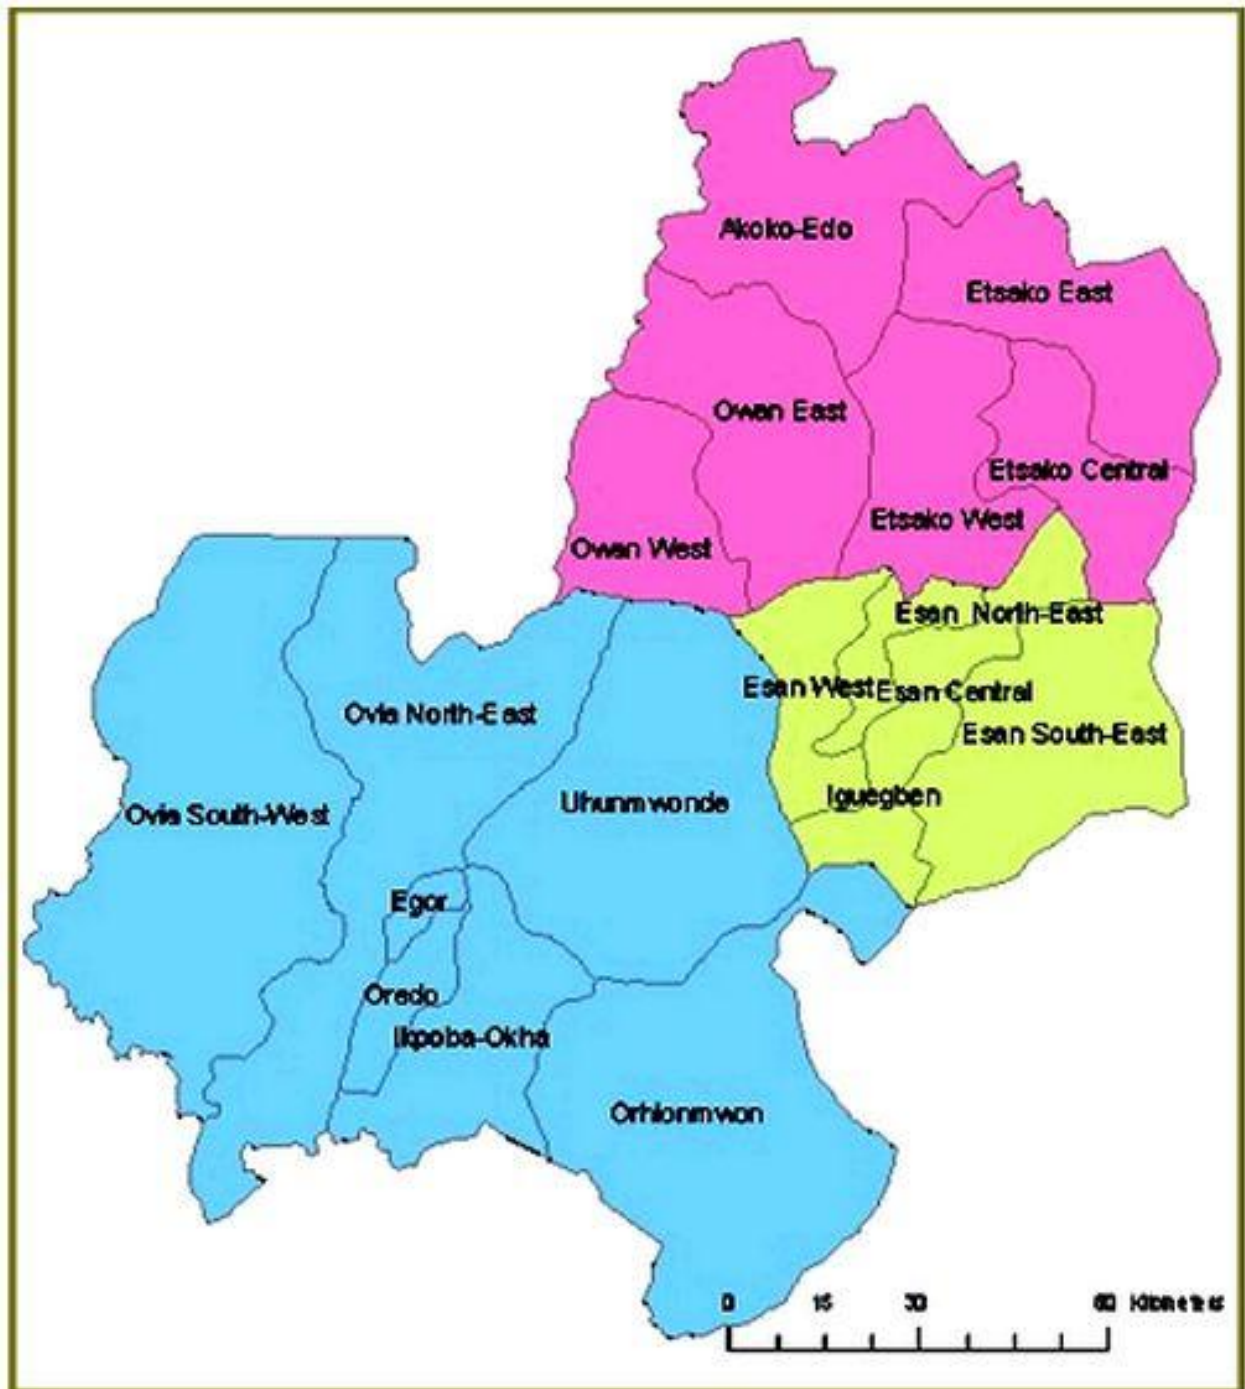 Akoko-Edo
Etsako East
Owan East
Etsako Central
Etsako West
Owan West
Esan North-East
Esan West
Esan Central
Ovia North-East
Esan South-East
Uhunmwonde
Iguegben
Ovia South-West
Egor
Oredo
Ikpoba-Okha
Orhionmwon
0 15 30 60 Kilometers